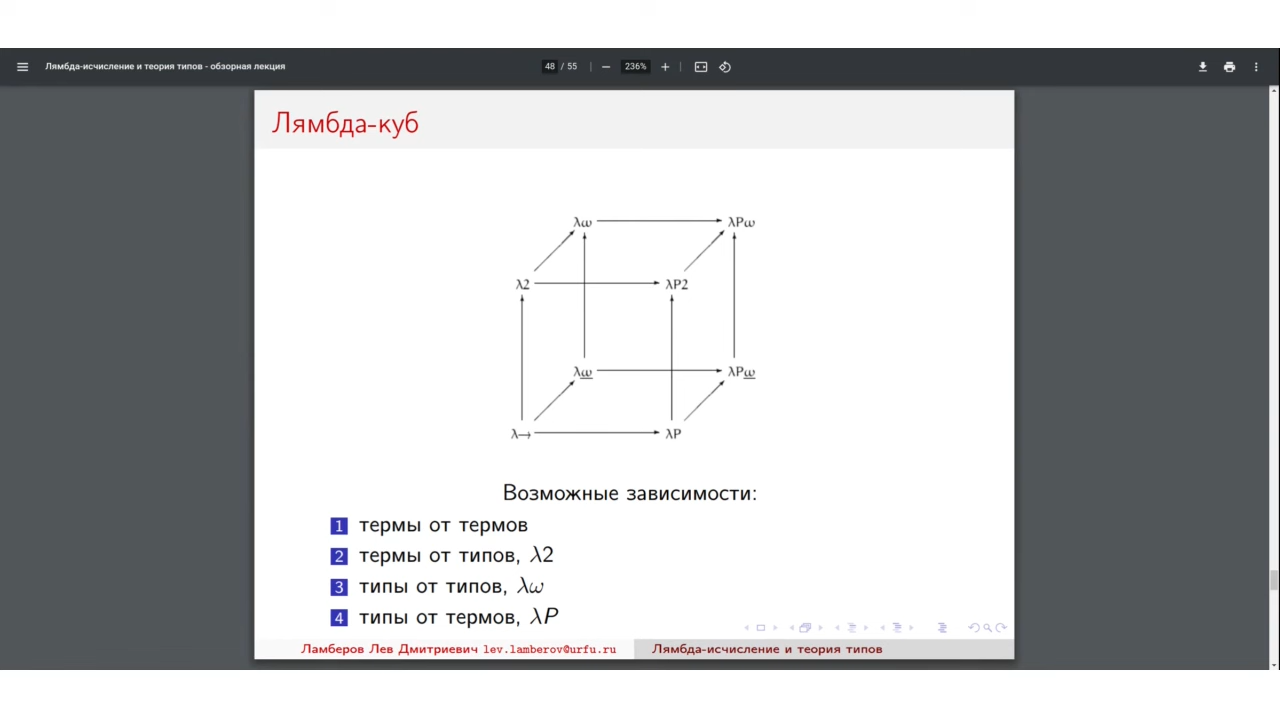 Лямбда-исчисление и теория типов - обзорная лекция
48 / 55
236%
Лямбда-куб
λω
λPω
λ2
λP2
λω̲
λPω̲
λ→
λP
Возможные зависимости:
1 термы от термов
2 термы от типов, λ2
3 типы от типов, λω
4 типы от термов, λP
Ламберов Лев Дмитриевич lev.lamberov@urfu.ru
Лямбда-исчисление и теория типов